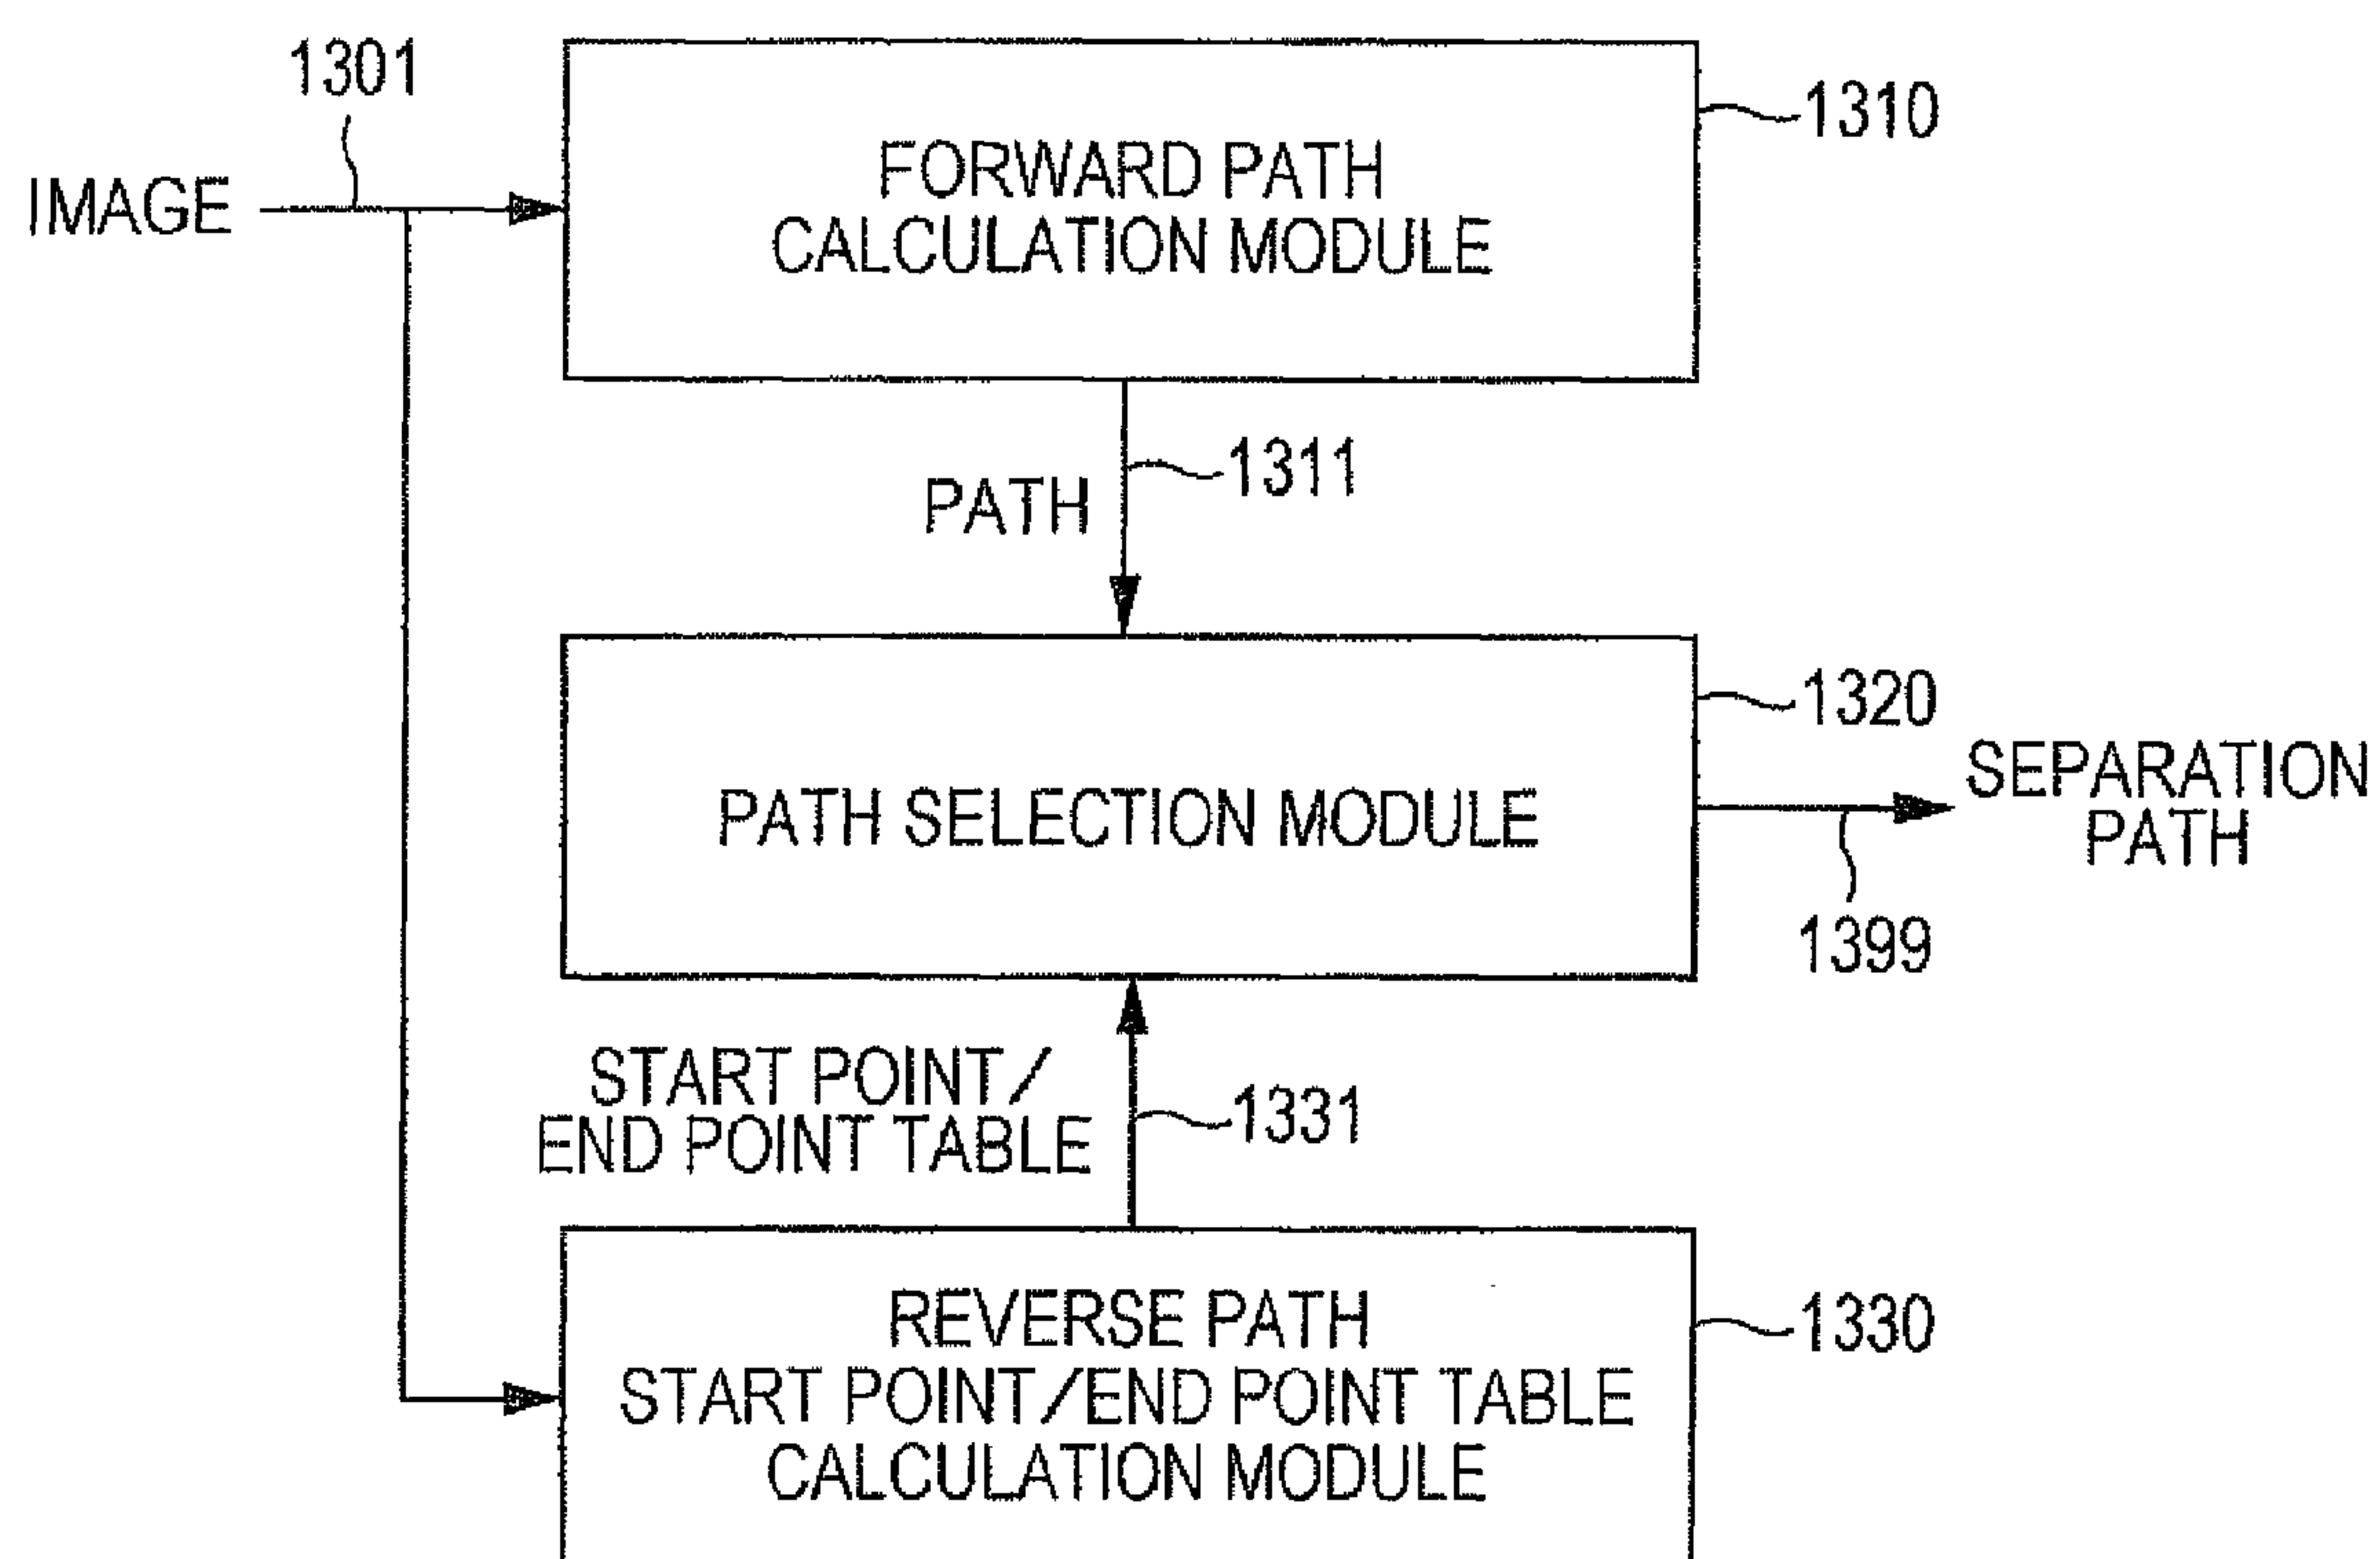 1301
1310
IMAGE
FORWARD PATH
CALCULATION MODULE
1311
PATH
1320
PATH SELECTION MODULE
SEPARATION
PATH
1399
START POINT/
END POINT TABLE
1331
REVERSE PATH
START POINT/END POINT TABLE
CALCULATION MODULE
1330